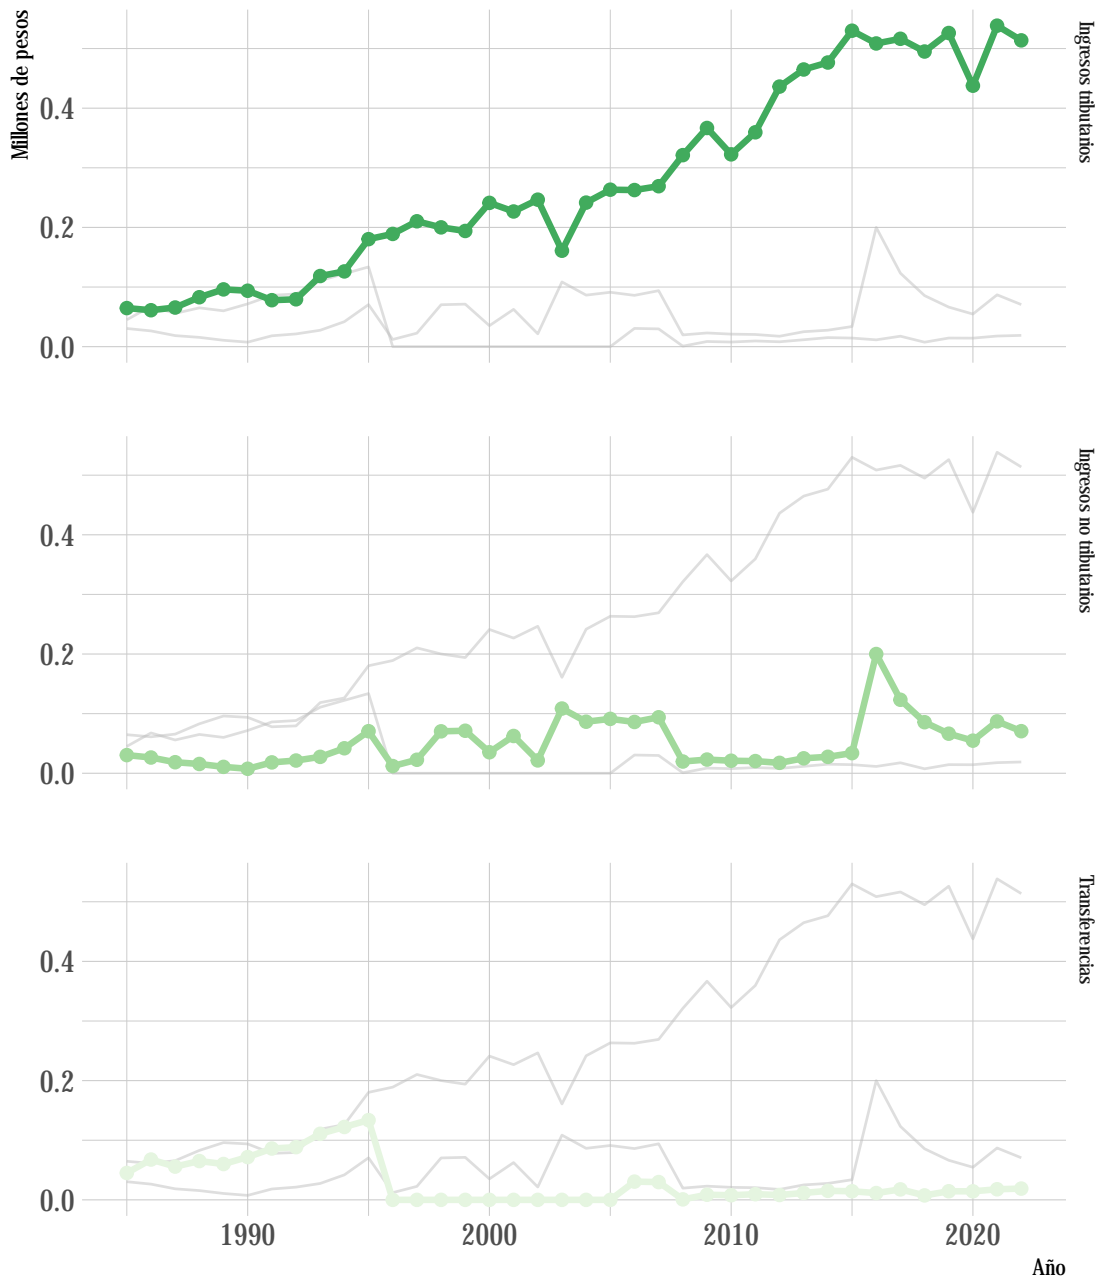 Millones de pesos
0.4
0.2
0.0
Ingresos tributarios
0.4
0.2
0.0
Ingresos no tributarios
0.4
0.2
0.0
Transferencias
1990 2000 2010 2020
Año